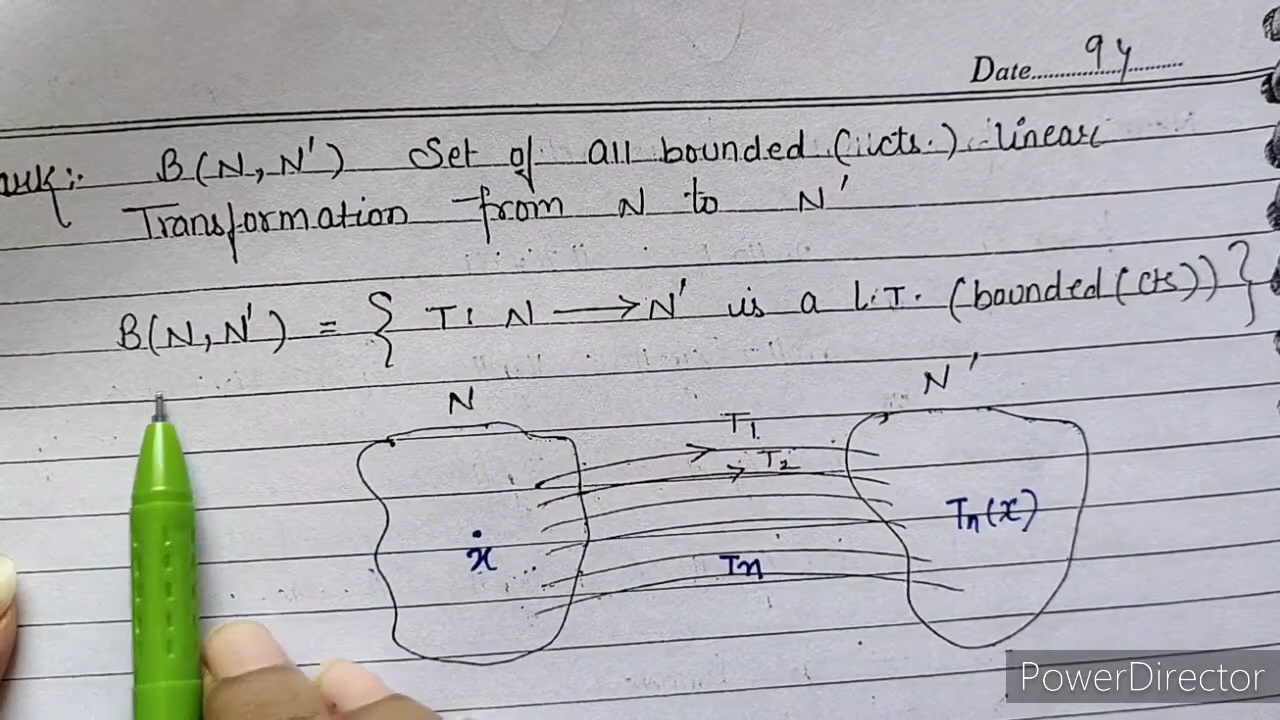 Date.......... 94 ..........
B(N, N') Set of all bounded (cts.) linear
Transformation from N to N'
B(N, N') = { T: N ⟶ N' is a L.T. (bounded (cts)) }
N
N'
T₁
T₂
x
Tn(x)
Tn
PowerDirector